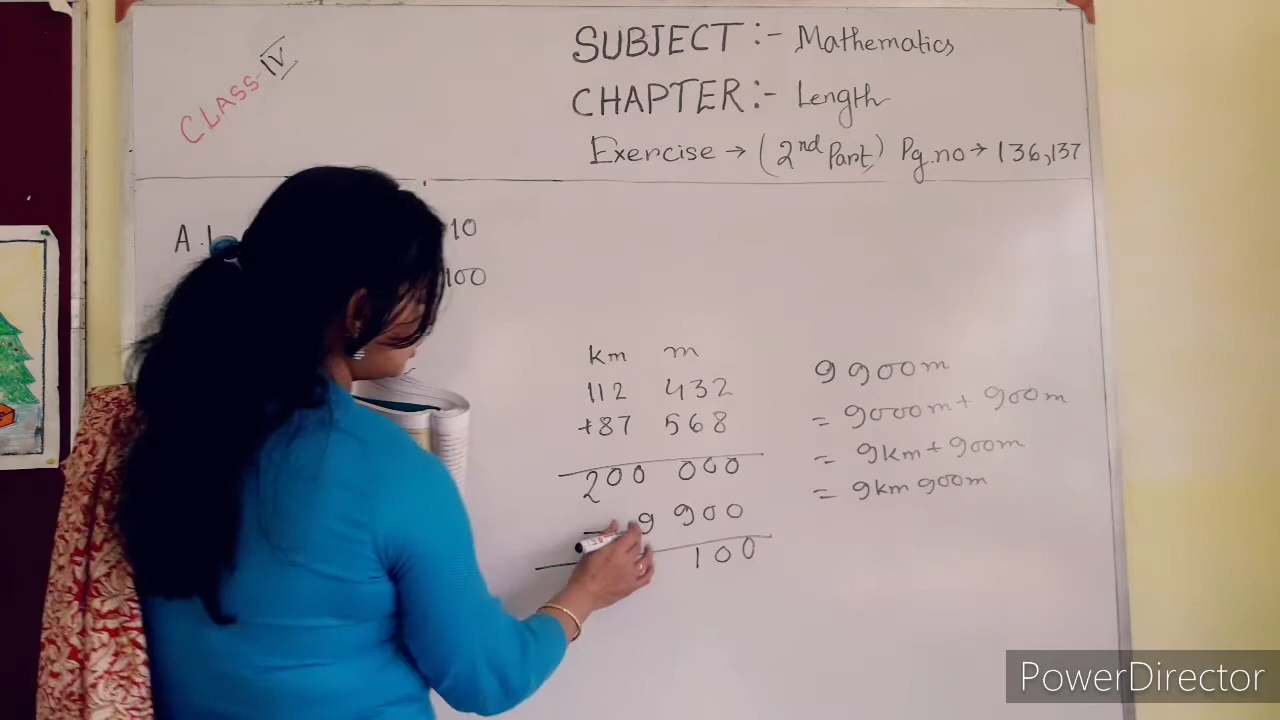 CLASS-IV
SUBJECT :- Mathematics
CHAPTER :- Length
Exercise → (2nd Part) Pg.no → 136,137
A.1
10
100
km m
112 432
+87 568
200 000
- 9 900
100
9900m
= 9000m + 900m
= 9km + 900m
= 9km 900m
PowerDirector